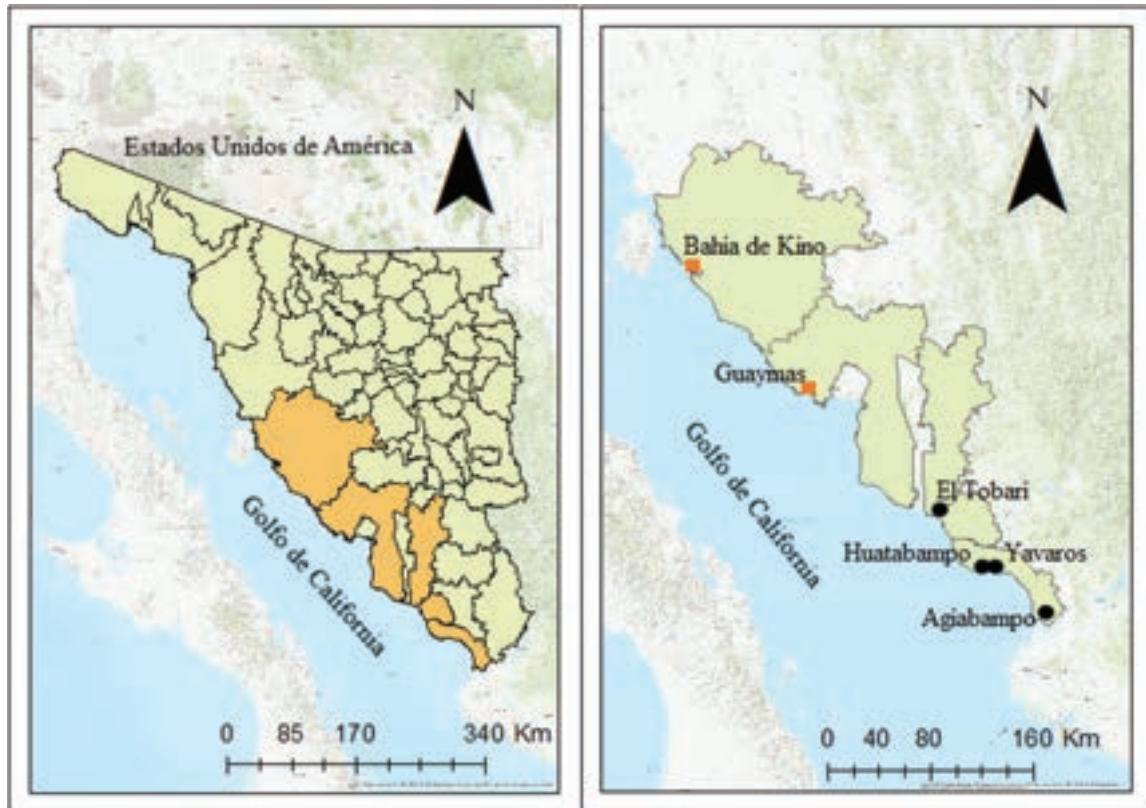 N
Estados Unidos de América
Golfo de California
0 85 170 340 Km
N
Bahia de Kino
Guaymas
Golfo de California
El Tobari
Huatabampo Yavaros
Agiabampo
0 40 80 160 Km